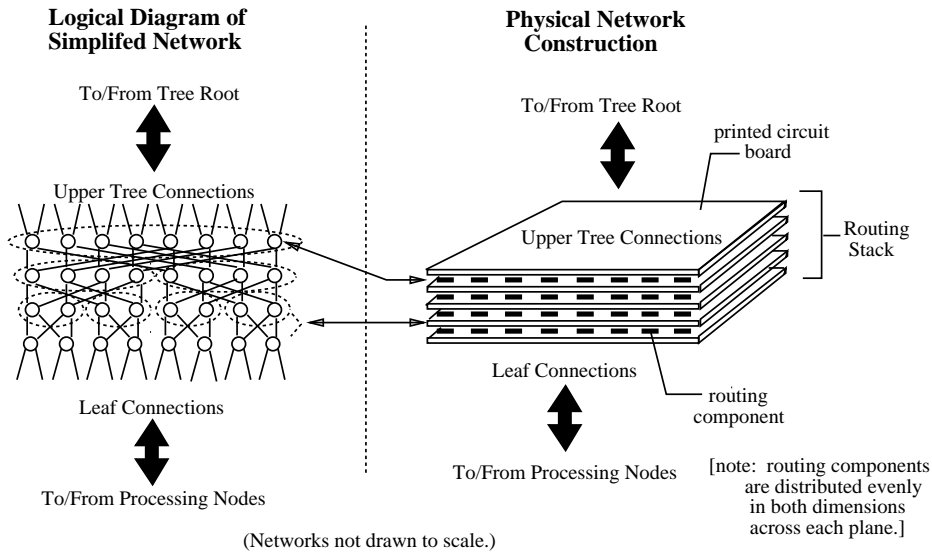 Logical Diagram of
Simplifed Network
To/From Tree Root
Upper Tree Connections
Leaf Connections
To/From Processing Nodes
Physical Network
Construction
To/From Tree Root
printed circuit
board
Upper Tree Connections
Routing
Stack
Leaf Connections
routing
component
To/From Processing Nodes
[note: routing components
are distributed evenly
in both dimensions
across each plane.]
(Networks not drawn to scale.)